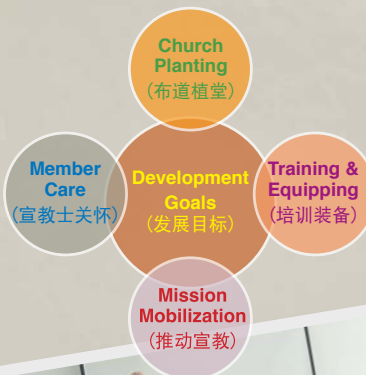 Church
Planting
（布道植堂）
Member
Care
（宣教士关怀）
Development
Goals
（发展目标）
Training &
Equipping
（培训装备）
Mission
Mobilization
（推动宣教）